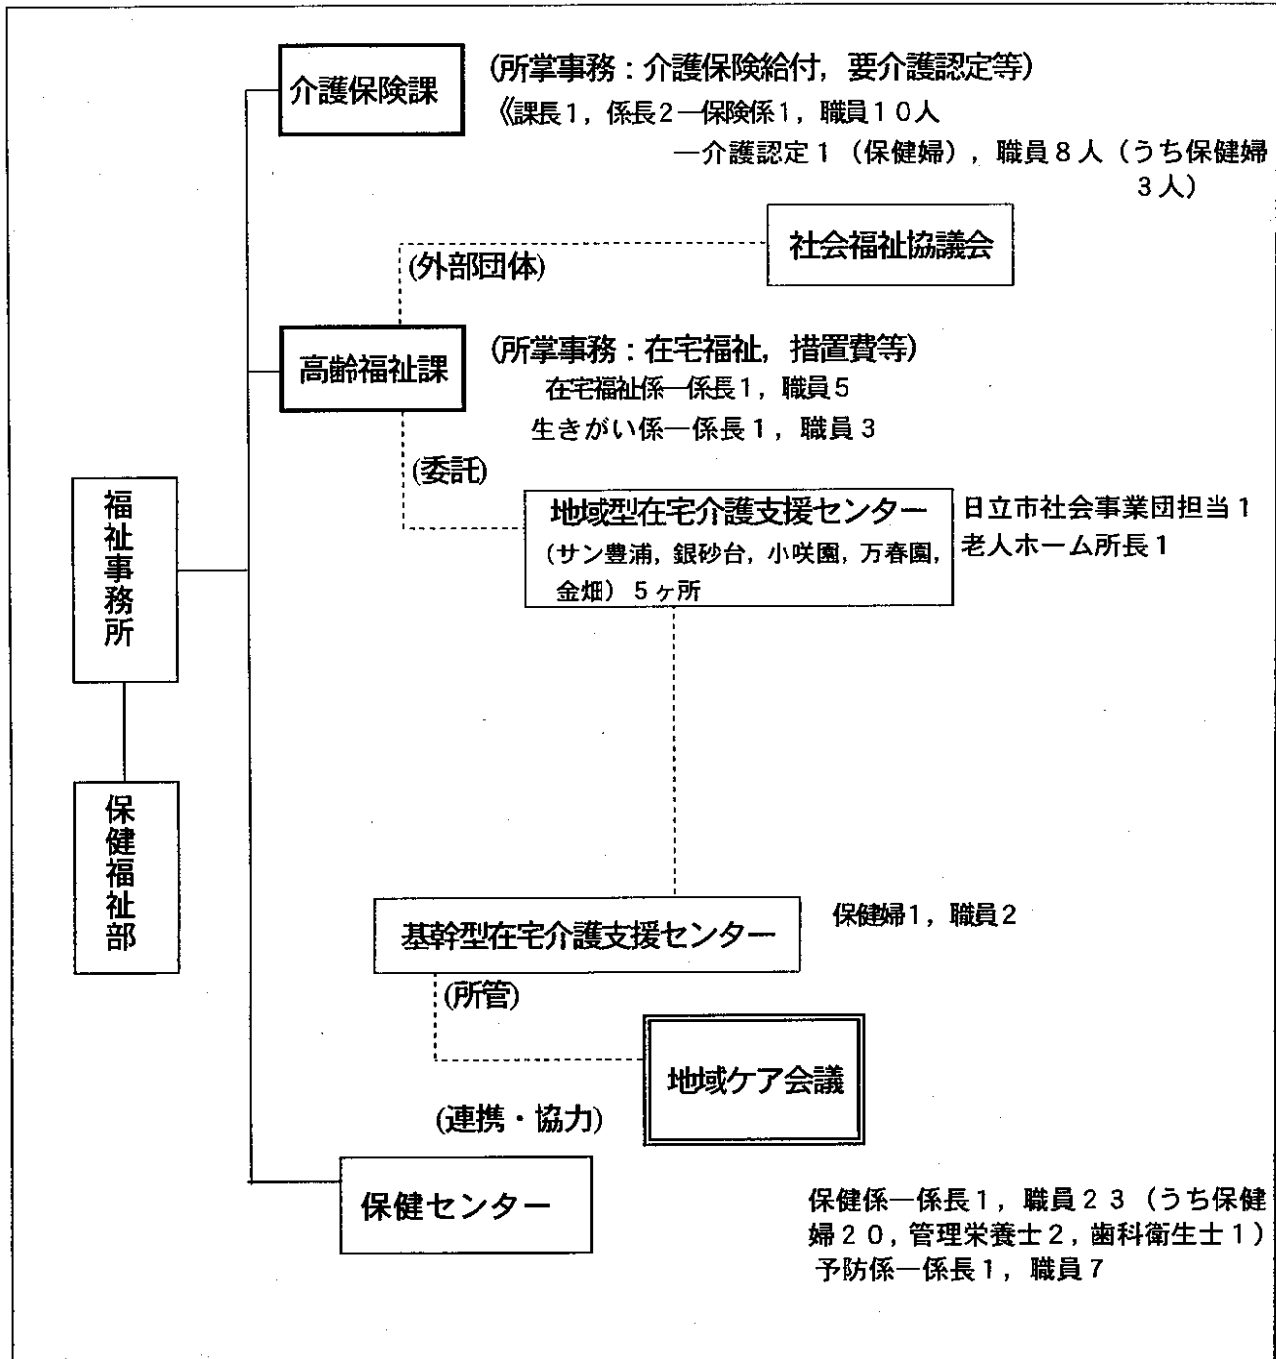 介護保険課
(所掌事務：介護保険給付，要介護認定等)
《課長１，係長２―保険係１，職員１０人
―介護認定１（保健婦），職員８人（うち保健婦
３人）
社会福祉協議会
(外部団体)
高齢福祉課
(所掌事務：在宅福祉，措置費等)
在宅福祉係―係長１，職員５
生きがい係―係長１，職員３
(委託)
地域型在宅介護支援センター
（サン豊浦，銀砂台，小咲園，万春園，
金畑）５ヶ所
日立市社会事業団担当１
老人ホーム所長１
福祉事務所
保健福祉部
基幹型在宅介護支援センター
保健婦１，職員２
(所管)
地域ケア会議
(連携・協力)
保健センター
保健係―係長１，職員２３（うち保健
婦２０，管理栄養士２，歯科衛生士１）
予防係―係長１，職員７